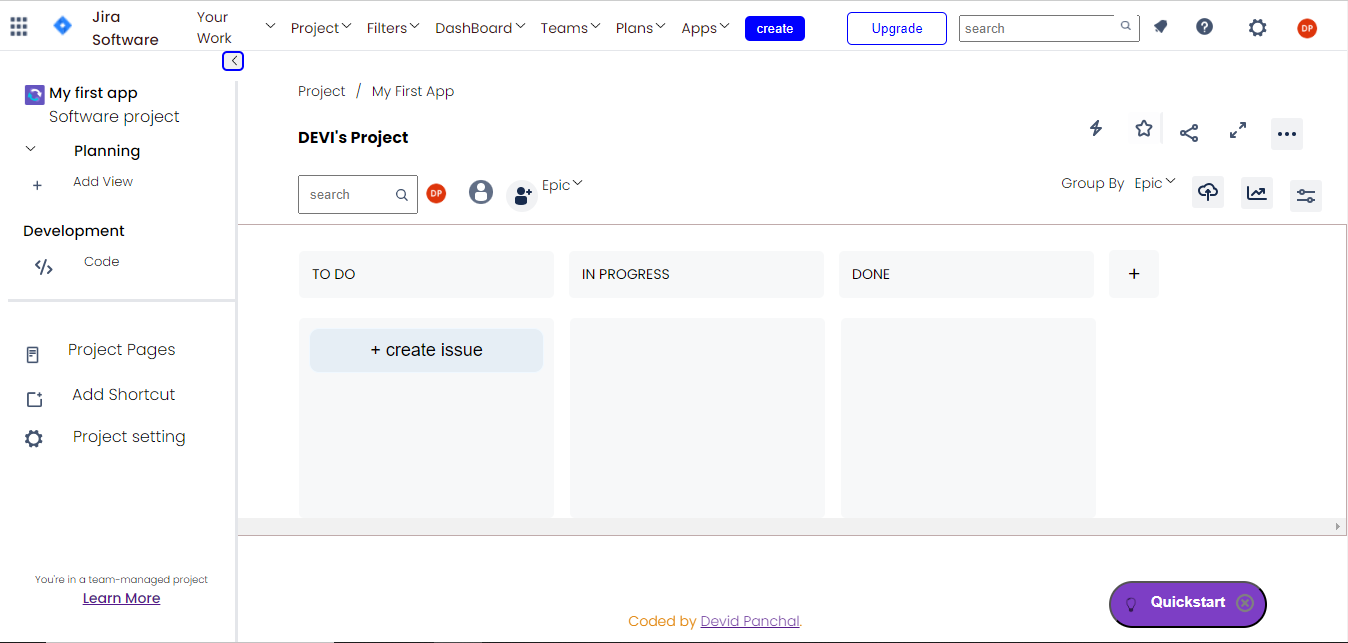 Jira Software
Your Work
Project
Filters
DashBoard
Teams
Plans
Apps
create
Upgrade
search
DP
My first app
Software project
Planning
+ Add View
Development
Code
Project Pages
Add Shortcut
Project setting
You're in a team-managed project
Learn More
Project / My First App
DEVI's Project
search
DP
Epic
Group By Epic
TO DO
IN PROGRESS
DONE
+
+ create issue
Quickstart
Coded by Devid Panchal.